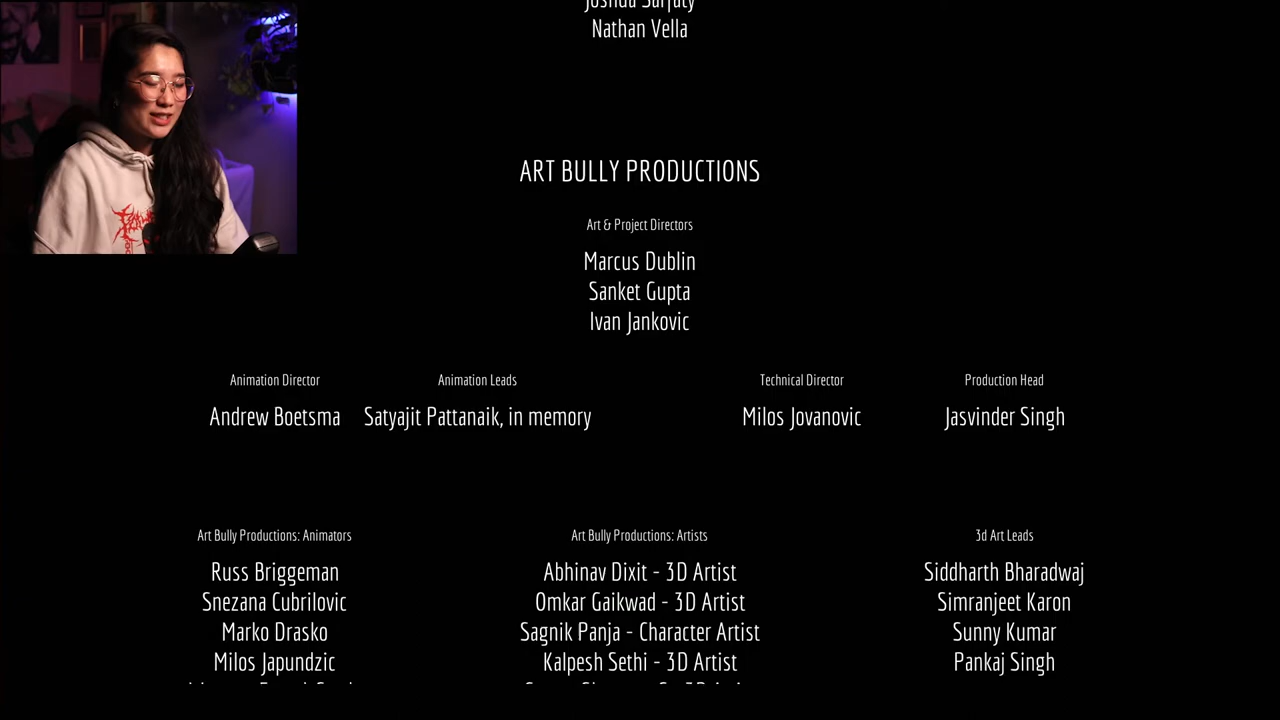 Nathan Vella
ART BULLY PRODUCTIONS
Art & Project Directors
Marcus Dublin
Sanket Gupta
Ivan Jankovic
Animation Director
Andrew Boetsma
Animation Leads
Satyajit Pattanaik, in memory
Technical Director
Milos Jovanovic
Production Head
Jasvinder Singh
Art Bully Productions: Animators
Russ Briggeman
Snezana Cubrilovic
Marko Drasko
Milos Japundzic
Art Bully Productions: Artists
Abhinav Dixit - 3D Artist
Omkar Gaikwad - 3D Artist
Sagnik Panja - Character Artist
Kalpesh Sethi - 3D Artist
3d Art Leads
Siddharth Bharadwaj
Simranjeet Karon
Sunny Kumar
Pankaj Singh